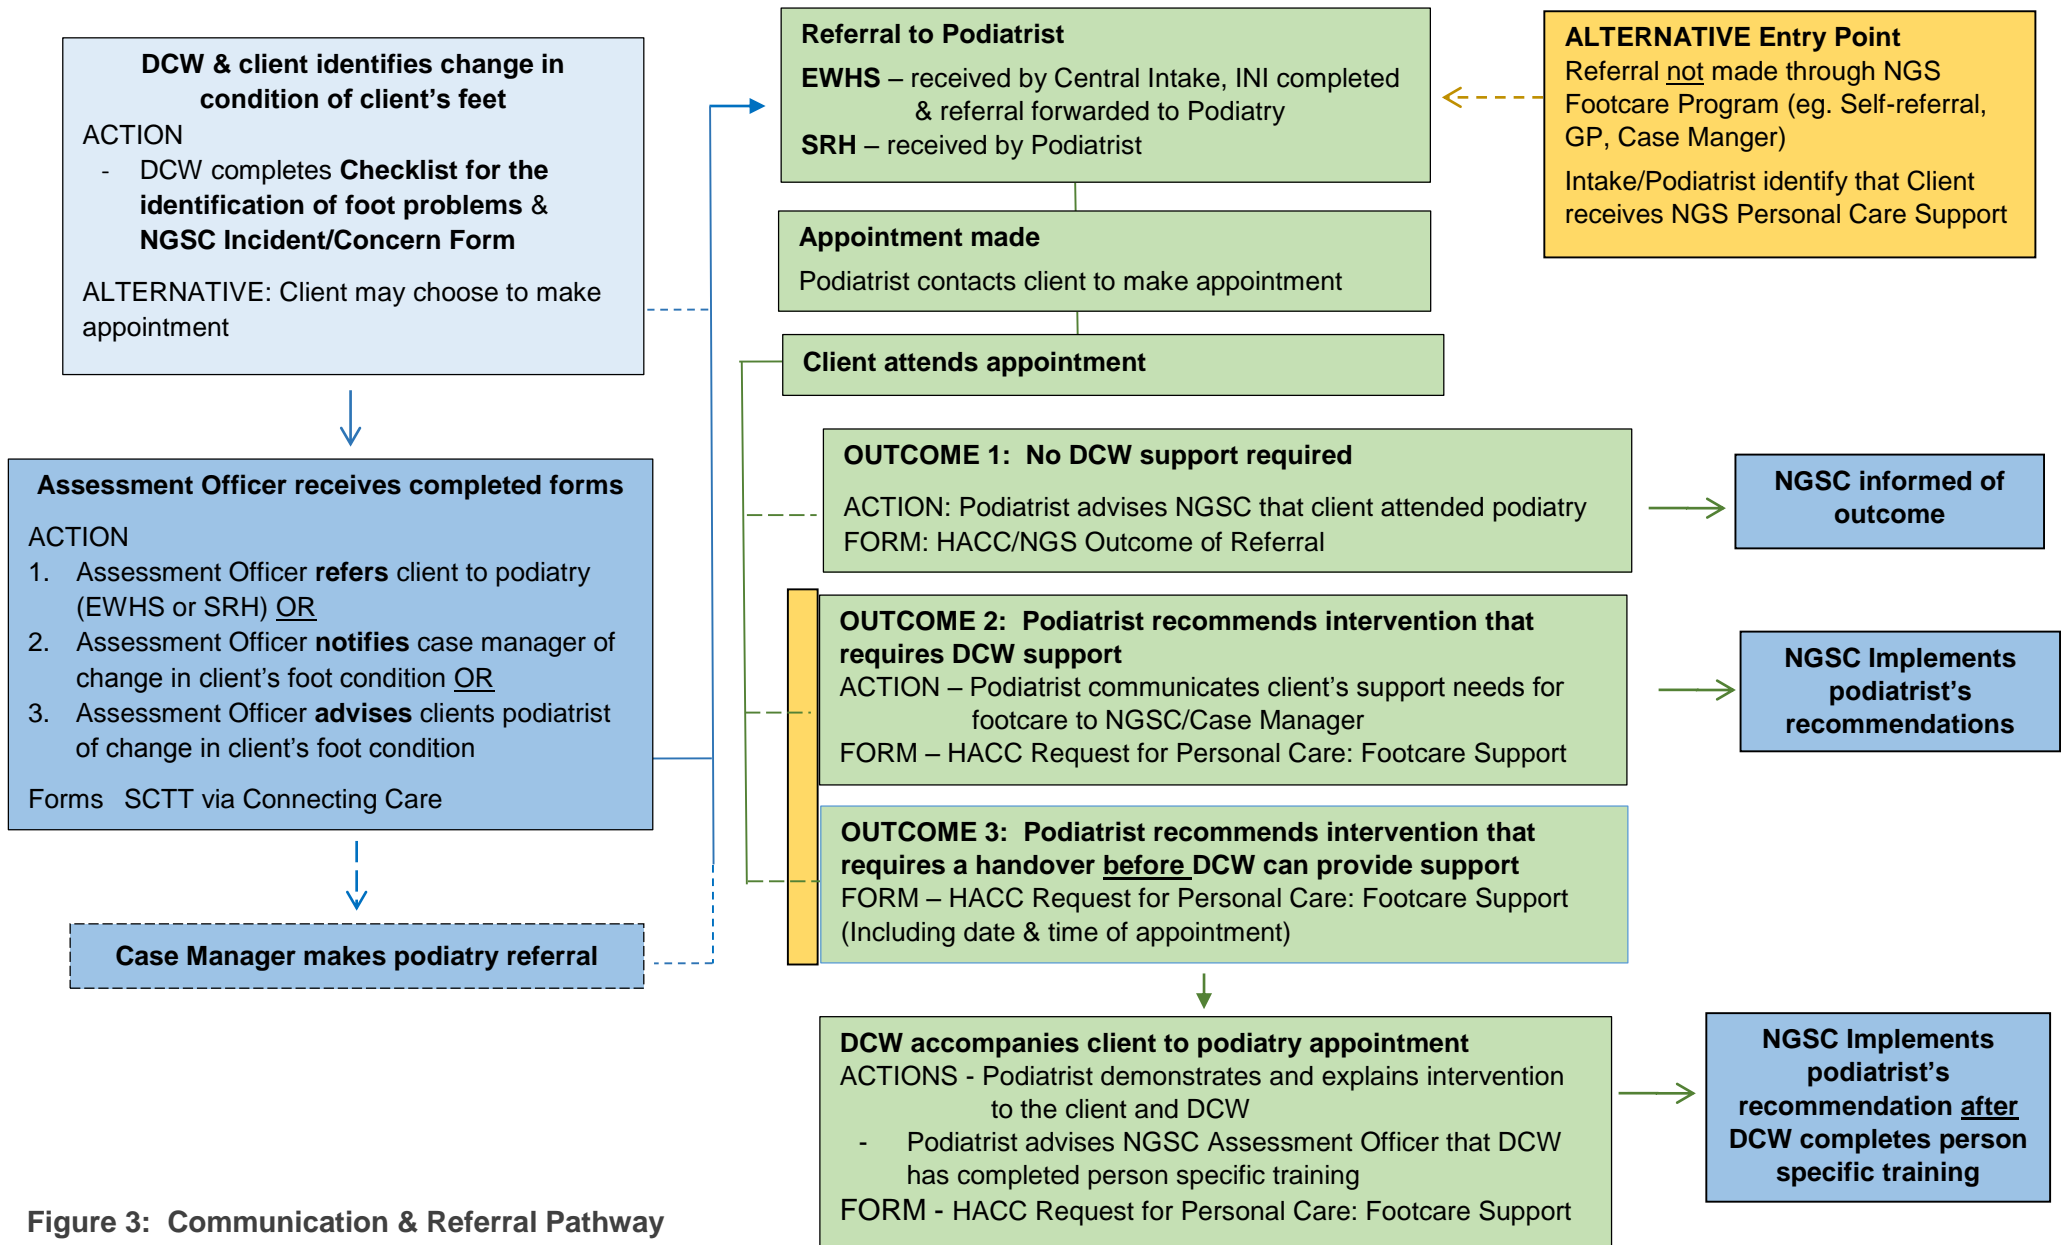 DCW & client identifies change in
condition of client's feet
ACTION
- DCW completes Checklist for the
identification of foot problems &
NGSC Incident/Concern Form
ALTERNATIVE: Client may choose to make
appointment
Assessment Officer receives completed forms
ACTION
1. Assessment Officer refers client to podiatry
(EWHS or SRH) OR
2. Assessment Officer notifies case manager of
change in client's foot condition OR
3. Assessment Officer advises clients podiatrist
of change in client's foot condition
Forms SCTT via Connecting Care
Case Manager makes podiatry referral
Referral to Podiatrist
EWHS – received by Central Intake, INI completed
& referral forwarded to Podiatry
SRH – received by Podiatrist
Appointment made
Podiatrist contacts client to make appointment
Client attends appointment
ALTERNATIVE Entry Point
Referral not made through NGS
Footcare Program (eg. Self-referral,
GP, Case Manger)
Intake/Podiatrist identify that Client
receives NGS Personal Care Support
OUTCOME 1: No DCW support required
ACTION: Podiatrist advises NGSC that client attended podiatry
FORM: HACC/NGS Outcome of Referral
NGSC informed of
outcome
OUTCOME 2: Podiatrist recommends intervention that
requires DCW support
ACTION – Podiatrist communicates client's support needs for
footcare to NGSC/Case Manager
FORM – HACC Request for Personal Care: Footcare Support
NGSC Implements
podiatrist's
recommendations
OUTCOME 3: Podiatrist recommends intervention that
requires a handover before DCW can provide support
FORM – HACC Request for Personal Care: Footcare Support
(Including date & time of appointment)
DCW accompanies client to podiatry appointment
ACTIONS - Podiatrist demonstrates and explains intervention
to the client and DCW
- Podiatrist advises NGSC Assessment Officer that DCW
has completed person specific training
FORM - HACC Request for Personal Care: Footcare Support
NGSC Implements
podiatrist's
recommendation after
DCW completes person
specific training
Figure 3: Communication & Referral Pathway